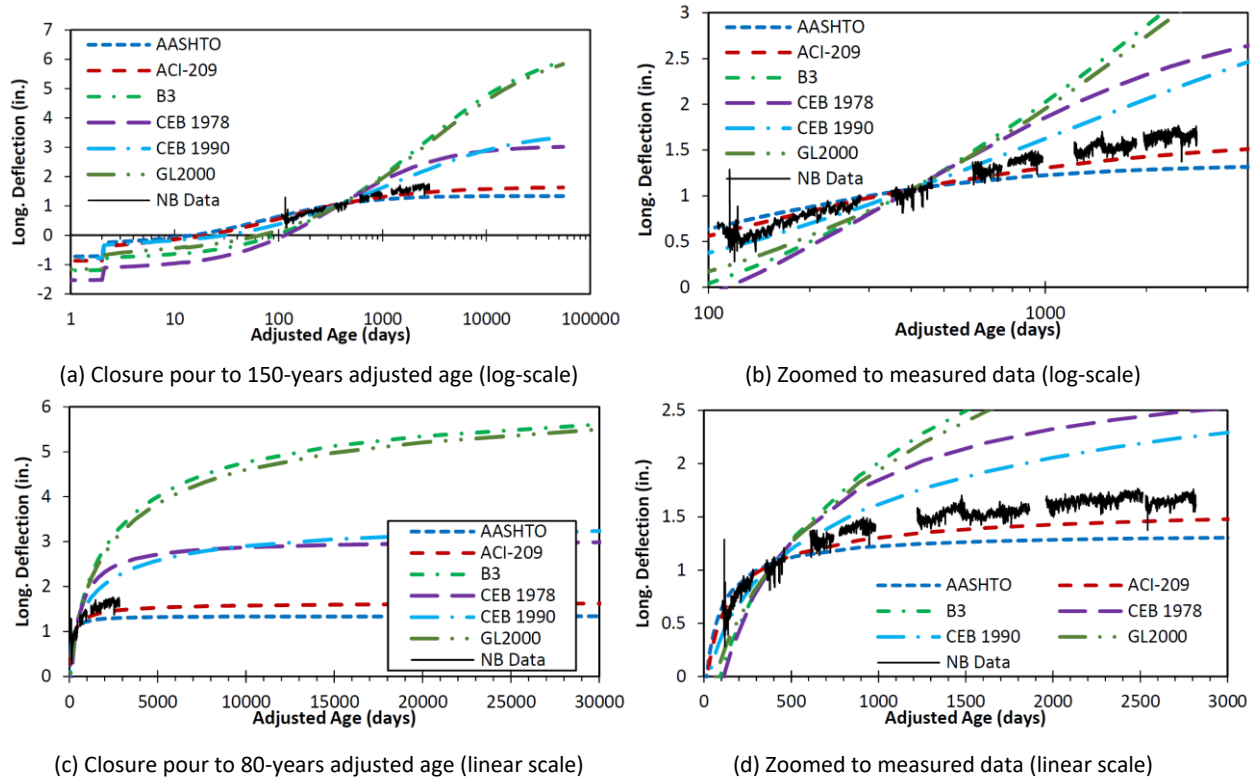 Long. Deflection (in.)
7
6
5
4
3
2
1
0
-1
-2
AASHTO
ACI-209
B3
CEB 1978
CEB 1990
GL2000
NB Data
1 10 100 1000 10000 100000
Adjusted Age (days)
(a) Closure pour to 150-years adjusted age (log-scale)
Long. Deflection (in.)
3
2.5
2
1.5
1
0.5
0
AASHTO
ACI-209
B3
CEB 1978
CEB 1990
GL2000
NB Data
100 1000
Adjusted Age (days)
(b) Zoomed to measured data (log-scale)
Long. Deflection (in.)
6
5
4
3
2
1
0
AASHTO
ACI-209
B3
CEB 1978
CEB 1990
GL2000
NB Data
0 5000 10000 15000 20000 25000 30000
Adjusted Age (days)
(c) Closure pour to 80-years adjusted age (linear scale)
Long. Deflection (in.)
2.5
2
1.5
1
0.5
0
AASHTO ACI-209
B3 CEB 1978
CEB 1990 GL2000
NB Data
0 500 1000 1500 2000 2500 3000
Adjusted Age (days)
(d) Zoomed to measured data (linear scale)